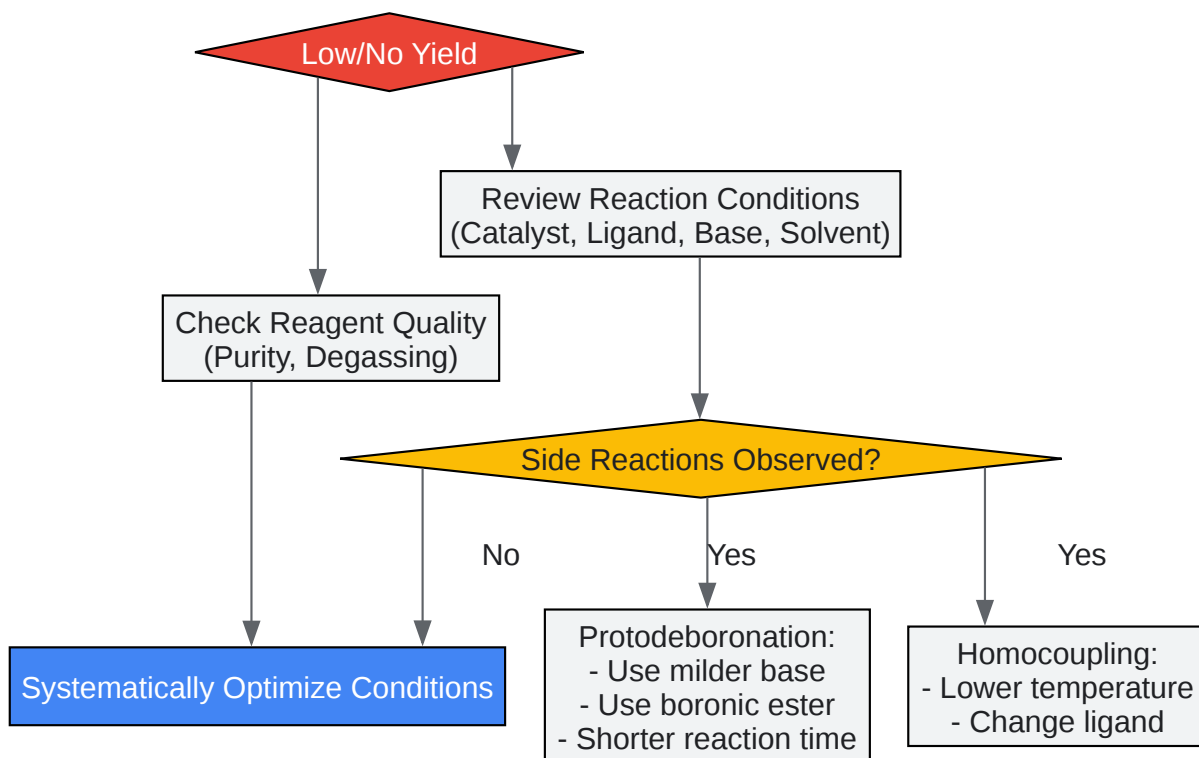 Low/No Yield
Review Reaction Conditions
(Catalyst, Ligand, Base, Solvent)
Check Reagent Quality
(Purity, Degassing)
Side Reactions Observed?
No
Yes
Yes
Systematically Optimize Conditions
Protodeboronation:
- Use milder base
- Use boronic ester
- Shorter reaction time
Homocoupling:
- Lower temperature
- Change ligand